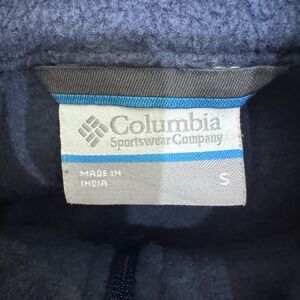 Columbia
Sportswear Company
MADE IN
INDIA
S